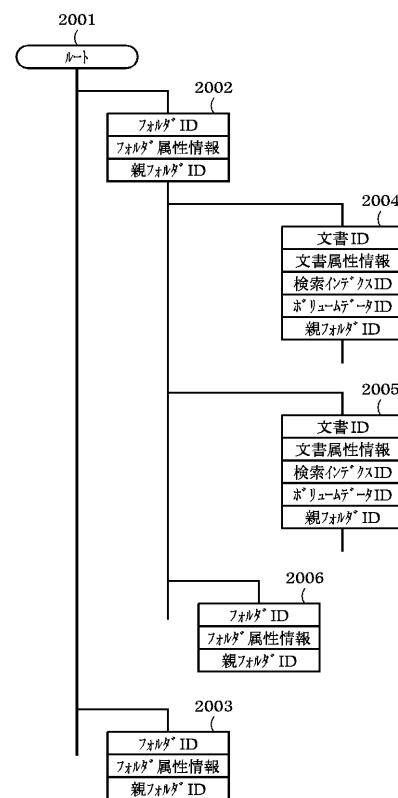 2001
ﾙｰﾄ
2002
ﾌｫﾙﾀﾞID
ﾌｫﾙﾀﾞ属性情報
親ﾌｫﾙﾀﾞID
2004
文書ID
文書属性情報
検索ｲﾝﾃﾞｸｽID
ﾎﾞﾘｭｰﾑﾃﾞｰﾀID
親ﾌｫﾙﾀﾞID
2005
文書ID
文書属性情報
検索ｲﾝﾃﾞｸｽID
ﾎﾞﾘｭｰﾑﾃﾞｰﾀID
親ﾌｫﾙﾀﾞID
2006
ﾌｫﾙﾀﾞID
ﾌｫﾙﾀﾞ属性情報
親ﾌｫﾙﾀﾞID
2003
ﾌｫﾙﾀﾞID
ﾌｫﾙﾀﾞ属性情報
親ﾌｫﾙﾀﾞID